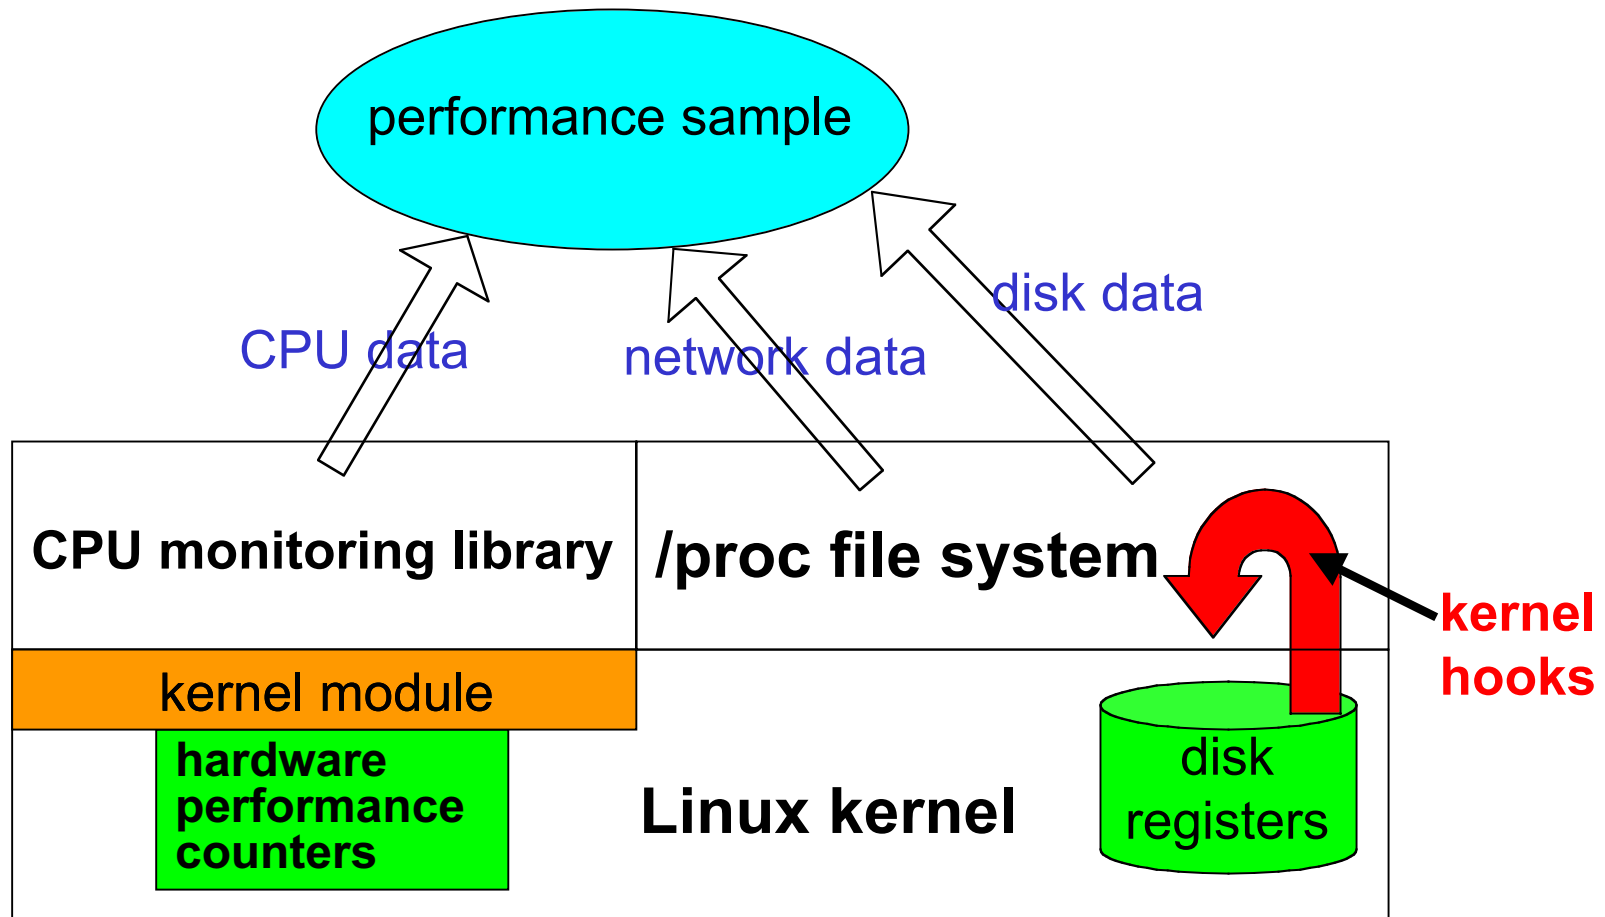 performance sample
disk data
CPU data
network data
CPU monitoring library
/proc file system
kernel
hooks
kernel module
hardware
performance
counters
Linux kernel
disk
registers